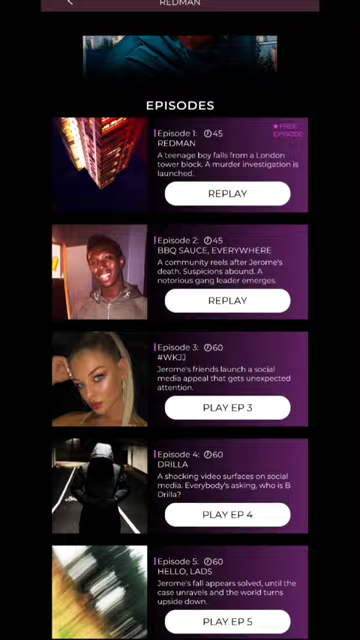 REDMAN
EPISODES
Episode 1: 45
FREE EPISODE
REDMAN
A teenage boy falls from a London
tower block. A murder investigation is
launched.
REPLAY
Episode 2: 45
BBQ SAUCE, EVERYWHERE
A community reels after Jerome's
death. Suspicions abound. A
notorious gang leader emerges.
REPLAY
Episode 3: 60
#WKJJ
Jerome's friends launch a social
media appeal that gets unexpected
attention.
PLAY EP 3
Episode 4: 60
DRILLA
A shocking video surfaces on social
media. Everybody's asking, who is B
Drilla?
PLAY EP 4
Episode 5: 60
HELLO, LADS
Jerome's fall appears solved, until the
case unravels and the world turns
upside down.
PLAY EP 5